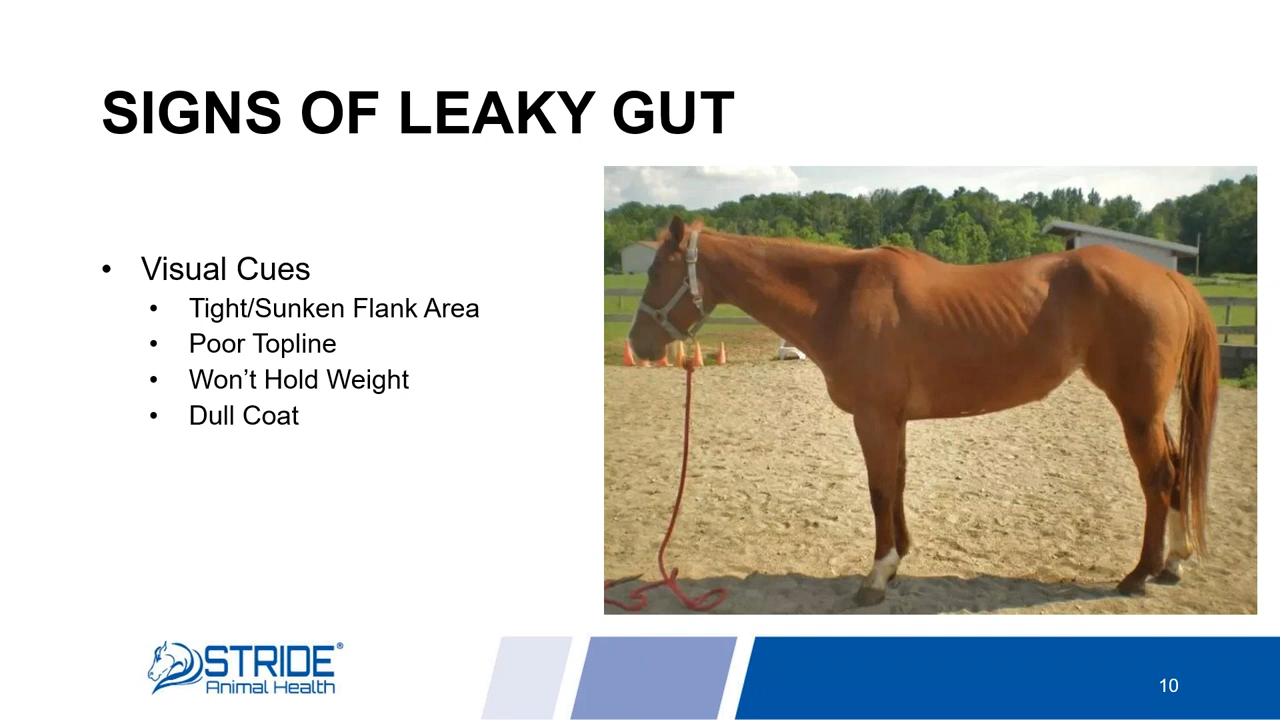 SIGNS OF LEAKY GUT
• Visual Cues
• Tight/Sunken Flank Area
• Poor Topline
• Won’t Hold Weight
• Dull Coat
STRIDE®
Animal Health
10